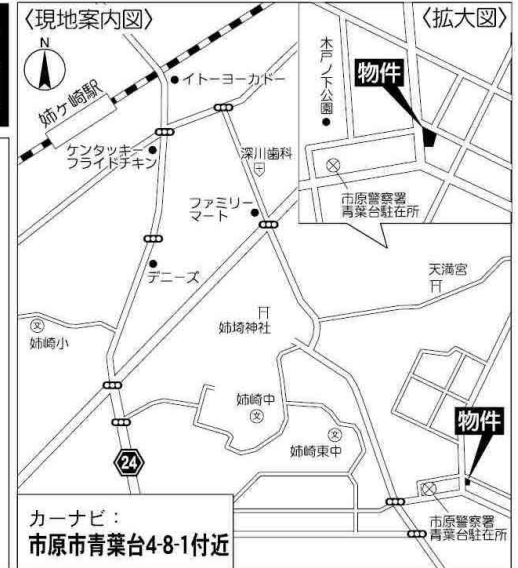 〈現地案内図〉
〈拡大図〉
N
姉ヶ崎駅
イトーヨーカドー
木戸ノ下公園
物件
ケンタッキー
フライドチキン
深川歯科
市原警察署
青葉台駐在所
ファミリー
マート
デニーズ
天満宮
姉埼神社
文
姉崎小
姉崎中
文
姉崎東中
文
物件
24
市原警察署
青葉台駐在所
カーナビ：
市原市青葉台4-8-1付近